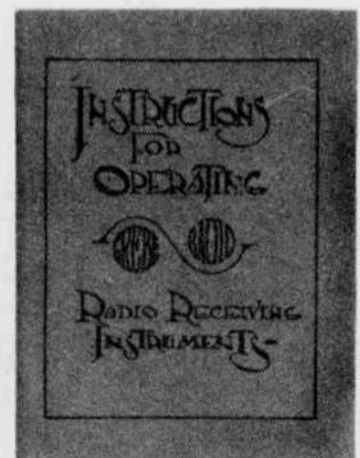 INSTRUCTIONS
FOR
OPERATING
RADIO RECEIVING
INSTRUMENTS-